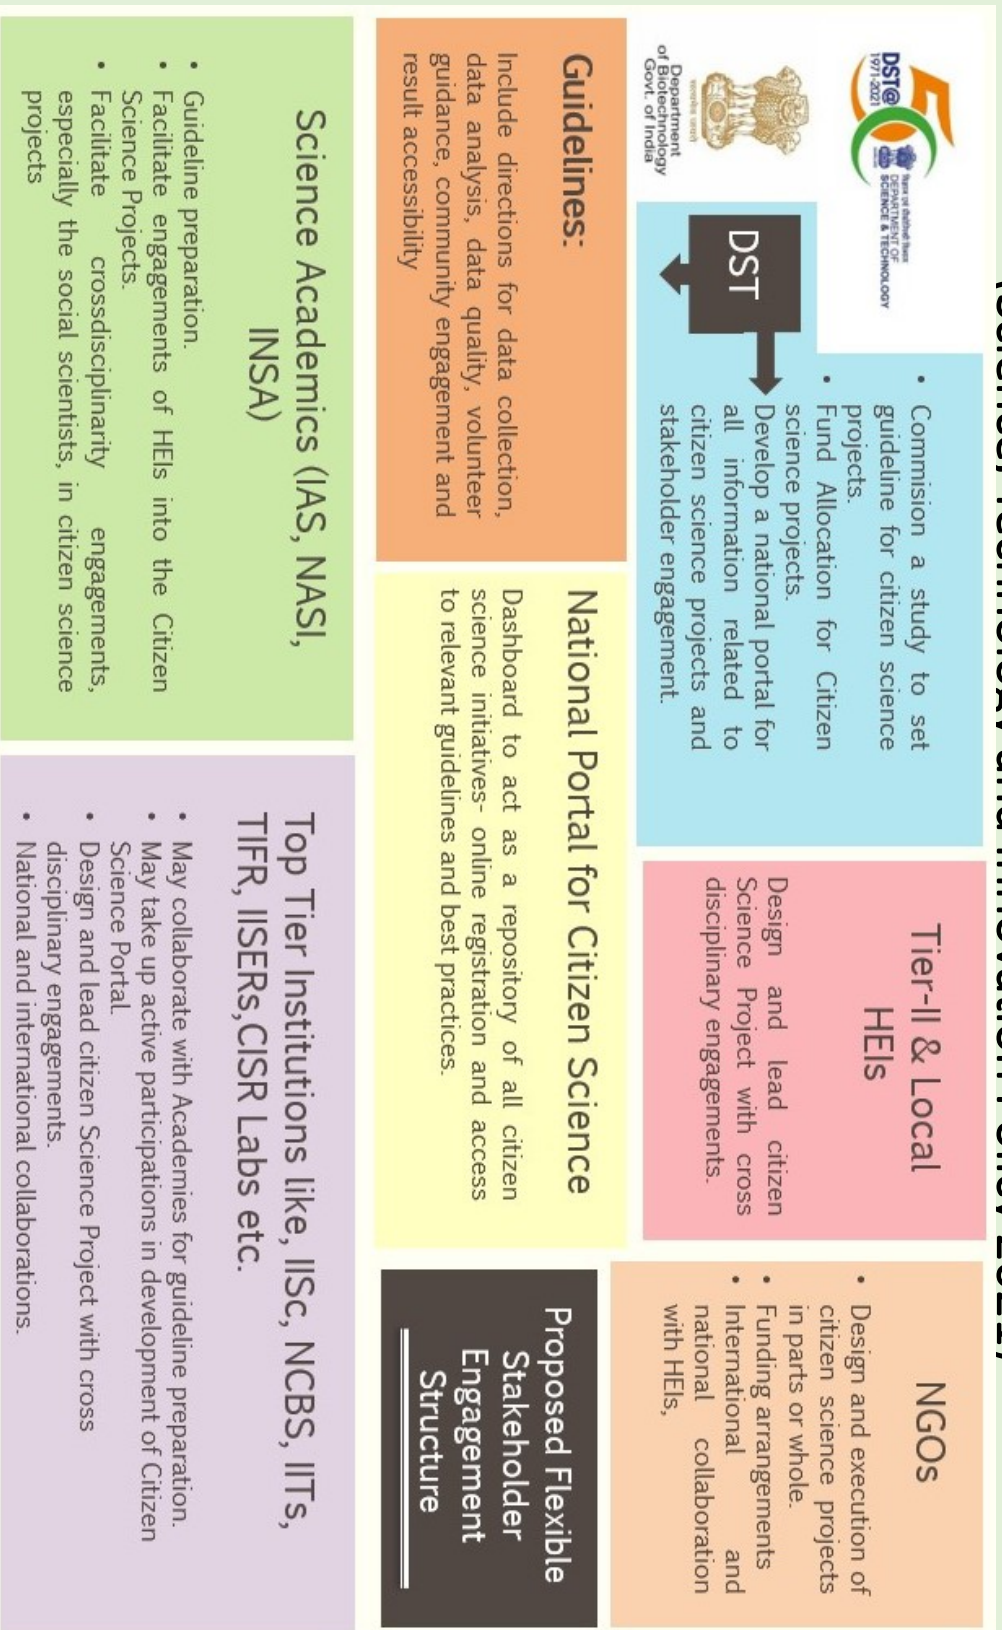 DST@
1971-2021
DEPARTMENT OF
SCIENCE & TECHNOLOGY
Department
of Biotechnology
Govt. of India
DST
• Commision a study to set
guideline for citizen science
projects.
• Fund Allocation for Citizen
science projects.
Develop a national portal for
all information related to
citizen science projects and
stakeholder engagement.
Tier-II & Local
HEIs
Design and lead citizen
Science Project with cross
disciplinary engagements.
NGOs
• Design and execution of
citizen science projects
in parts or whole.
• Funding arrangements
• International and
national collaboration
with HEIs,
Guidelines:
Include directions for data collection,
data analysis, data quality, volunteer
guidance, community engagement and
result accessibility
National Portal for Citizen Science
Dashboard to act as a repository of all citizen
science initiatives- online registration and access
to relevant guidelines and best practices.
Proposed Flexible
Stakeholder
Engagement
Structure
Science Academics (IAS, NASI,
INSA)
• Guideline preparation.
• Facilitate engagements of HEIs into the Citizen
Science Projects.
• Facilitate crossdisciplinarity engagements,
especially the social scientists, in citizen science
projects
Top Tier Institutions like, IISc, NCBS, IITs,
TIFR, IISERs,CISR Labs etc.
• May collaborate with Academies for guideline preparation.
• May take up active participations in development of Citizen
Science Portal.
• Design and lead citizen Science Project with cross
disciplinary engagements.
• National and international collaborations.